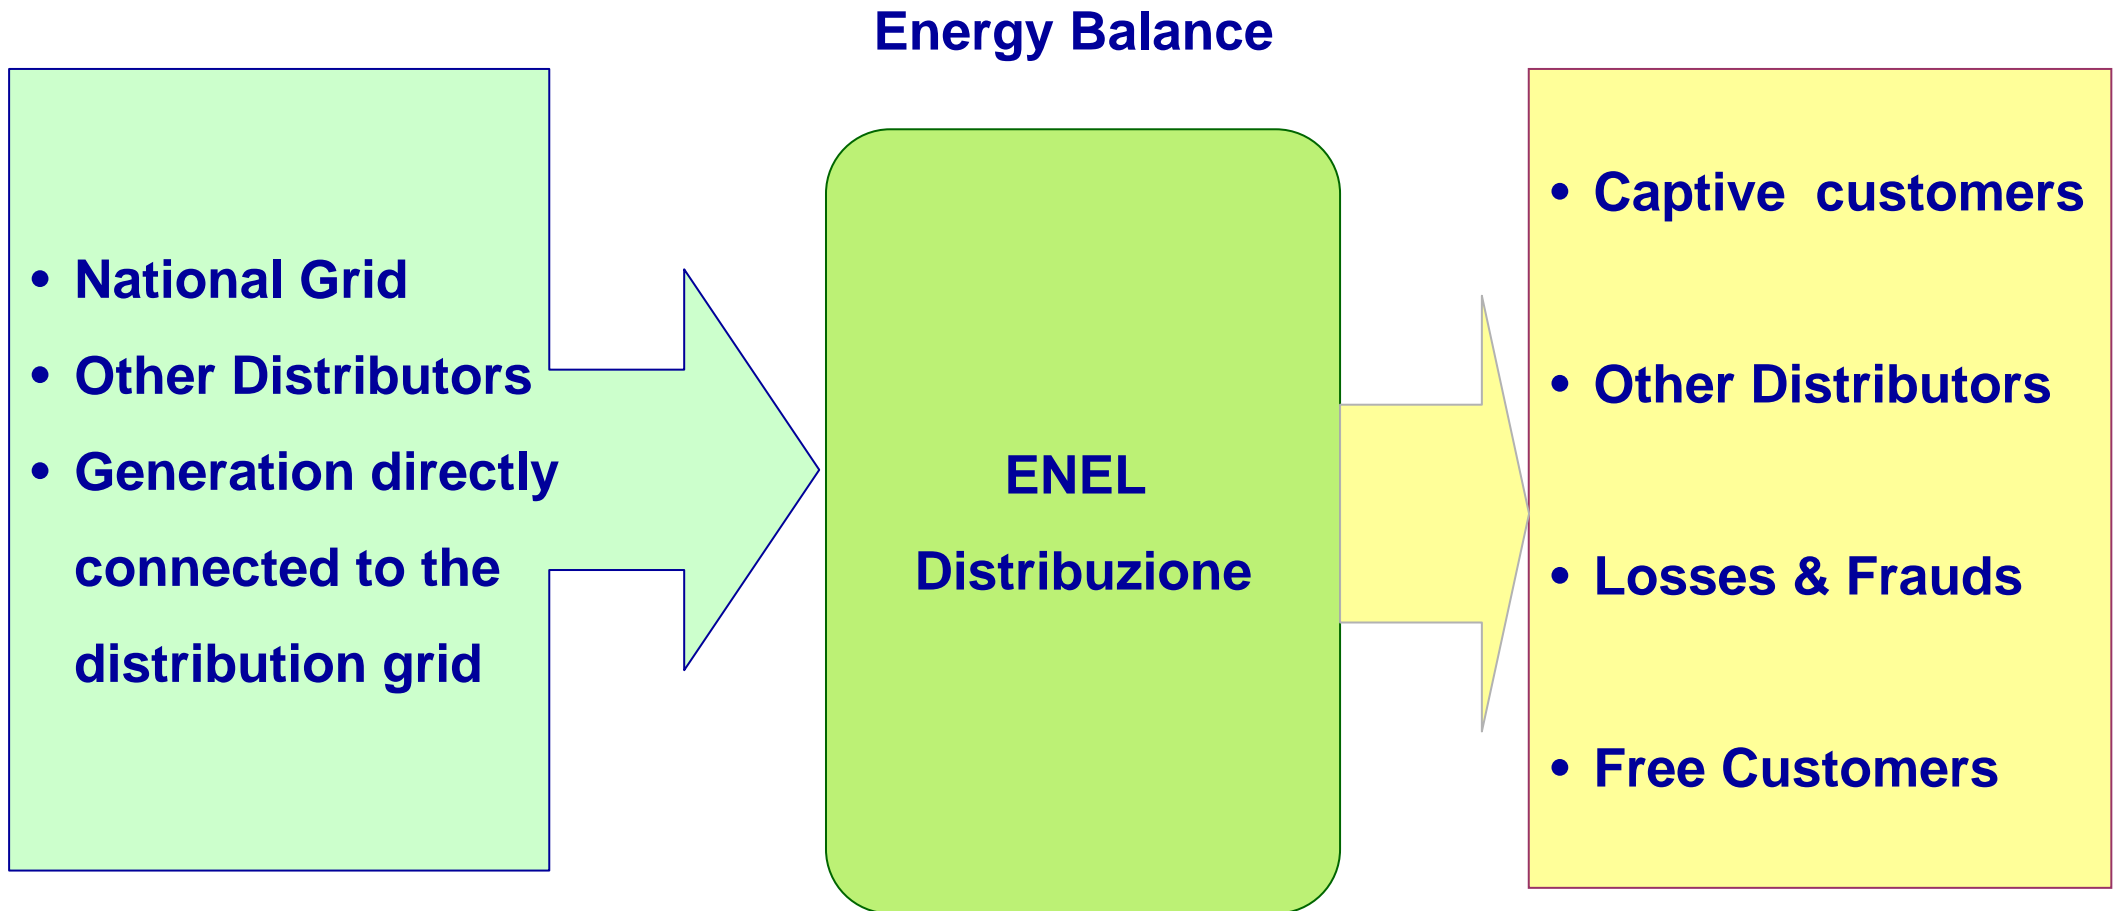 Energy Balance
• National Grid
• Other Distributors
• Generation directly
connected to the
distribution grid
ENEL
Distribuzione
• Captive  customers
• Other Distributors
• Losses & Frauds
• Free Customers